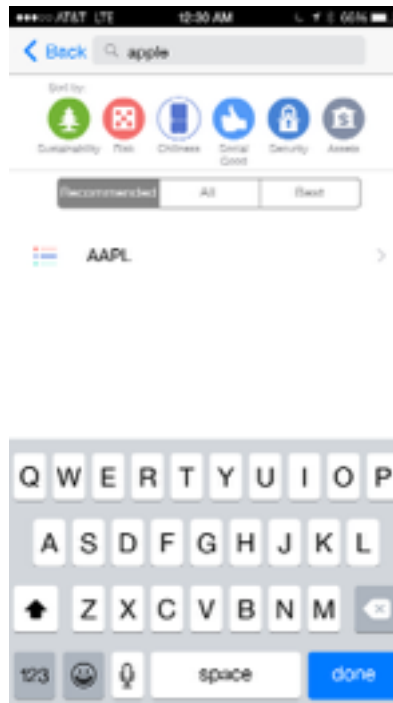 AT&T LTE 12:30 AM 66%
Back apple
Sort by:
Sustainability Risk Chillness Social Good Security Assets
Recommended All Best
AAPL
Q W E R T Y U I O P
A S D F G H J K L
Z X C V B N M
123 space done